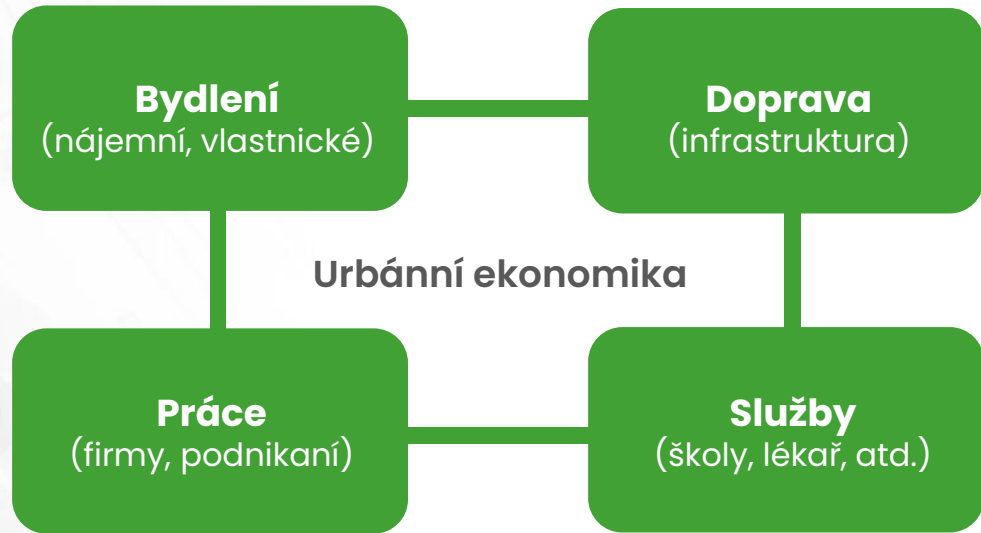 Bydlení
(nájemní, vlastnické)
Doprava
(infrastruktura)
Urbánní ekonomika
Práce
(firmy, podnikaní)
Služby
(školy, lékař, atd.)